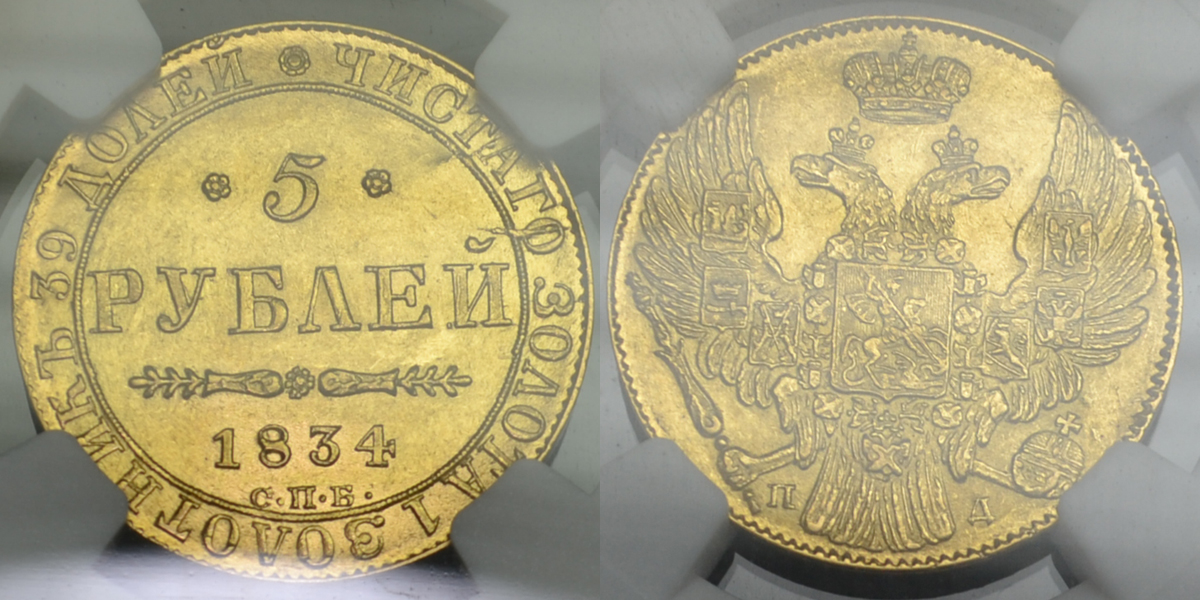 ЧИСТАГО ЗОЛОТА 1 ЗОЛОТНИКЪ 39 ДОЛЕЙ
5
РУБЛЕЙ
1834
С.П.Б.
П Д